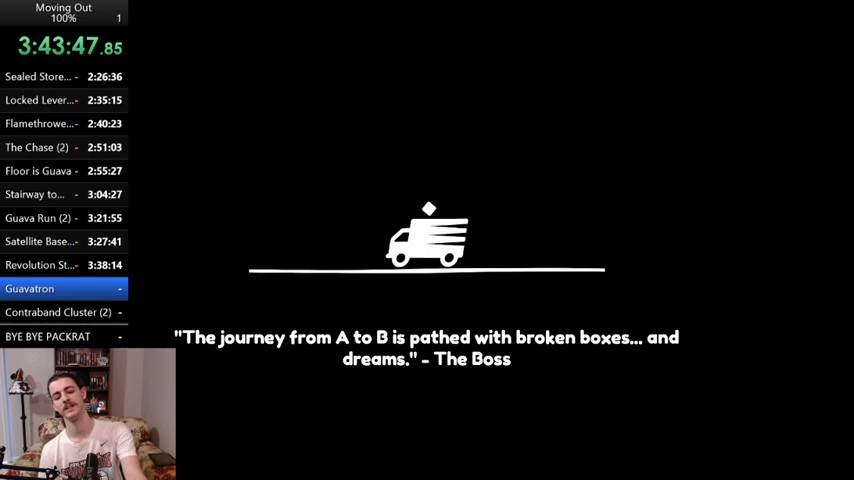 Moving Out
100% 1
3:43:47.85
Sealed Store... - 2:26:36
Locked Lever... - 2:35:15
Flamethrowe... - 2:40:23
The Chase (2) - 2:51:03
Floor is Guava - 2:55:27
Stairway to... - 3:04:27
Guava Run (2) - 3:21:55
Satellite Base... - 3:27:41
Revolution St... - 3:38:14
Guavatron -
Contraband Cluster (2) -
BYE BYE PACKRAT -
"The journey from A to B is pathed with broken boxes... and
dreams." - The Boss